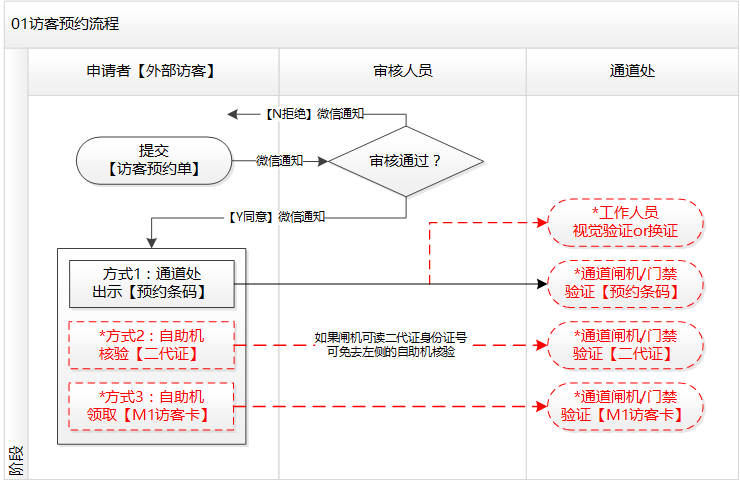 01访客预约流程
申请者【外部访客】
审核人员
通道处
【N拒绝】微信通知
提交
【访客预约单】
微信通知
审核通过？
【Y同意】微信通知
*工作人员
视觉验证or换证
方式1：通道处
出示【预约条码】
*通道闸机/门禁
验证【预约条码】
*方式2：自助机
核验【二代证】
如果闸机可读二代证身份证号
可免去左侧的自助机核验
*通道闸机/门禁
验证【二代证】
*方式3：自助机
领取【M1访客卡】
*通道闸机/门禁
验证【M1访客卡】
阶段